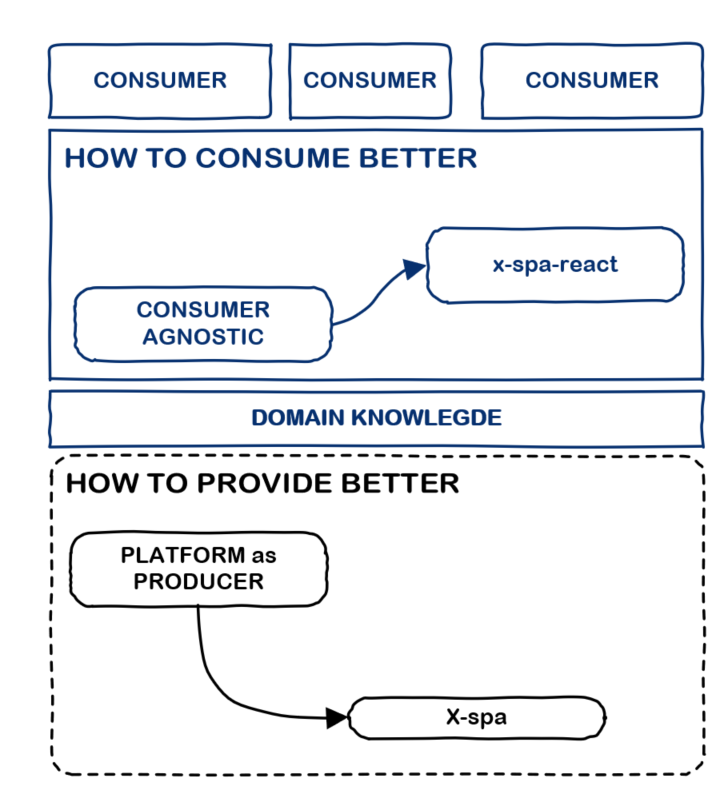 CONSUMER
CONSUMER
CONSUMER
HOW TO CONSUME BETTER
x-spa-react
CONSUMER
AGNOSTIC
DOMAIN KNOWLEGDE
HOW TO PROVIDE BETTER
PLATFORM as
PRODUCER
X-spa